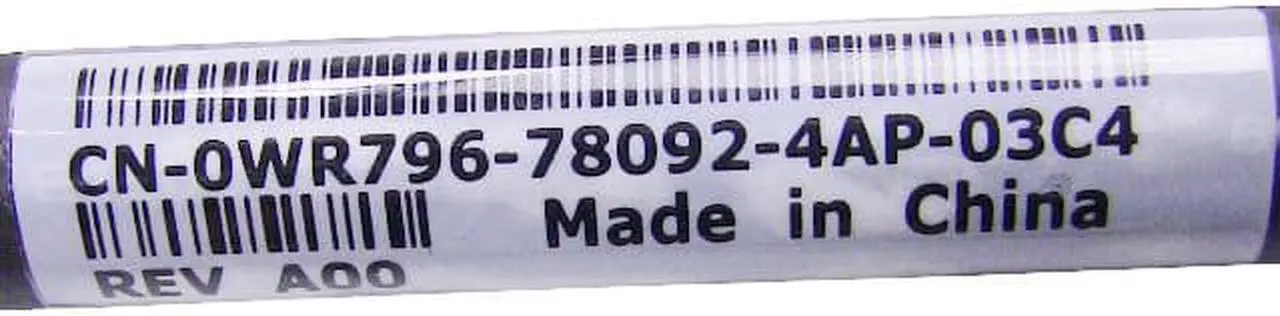 CN-0WR796-78092-4AP-03C4
Made in China
REV A00